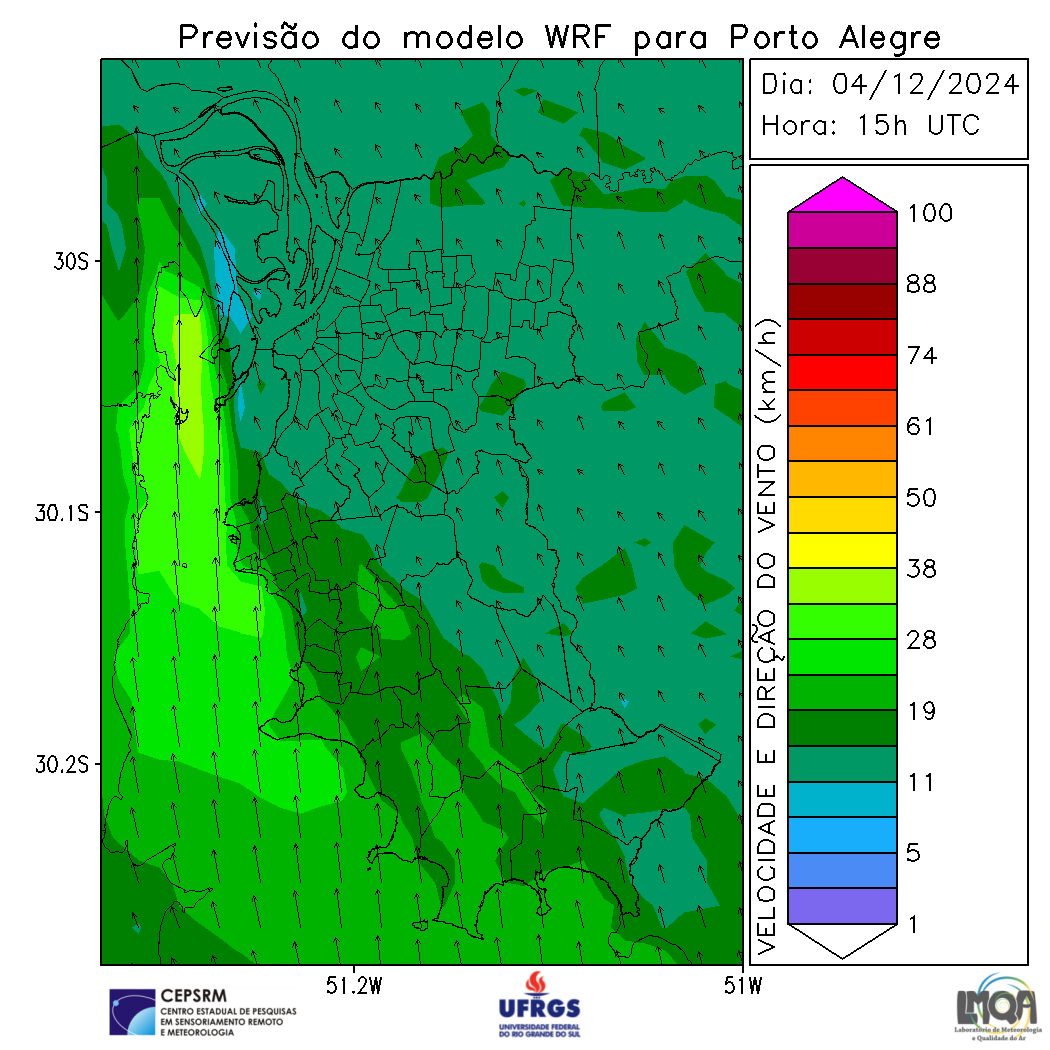 Previsão do modelo WRF para Porto Alegre
Dia: 04/12/2024
Hora: 15h UTC
30S
30.1S
30.2S
51.2W
51W
VELOCIDADE E DIREÇÃO DO VENTO (km/h)
100
88
74
61
50
38
28
19
11
5
1
CEPSRM
CENTRO ESTADUAL DE PESQUISAS
EM SENSORIAMENTO REMOTO
E METEOROLOGIA
UFRGS
UNIVERSIDADE FEDERAL
DO RIO GRANDE DO SUL
LMQA
Laboratório de Meteorologia
e Qualidade do Ar